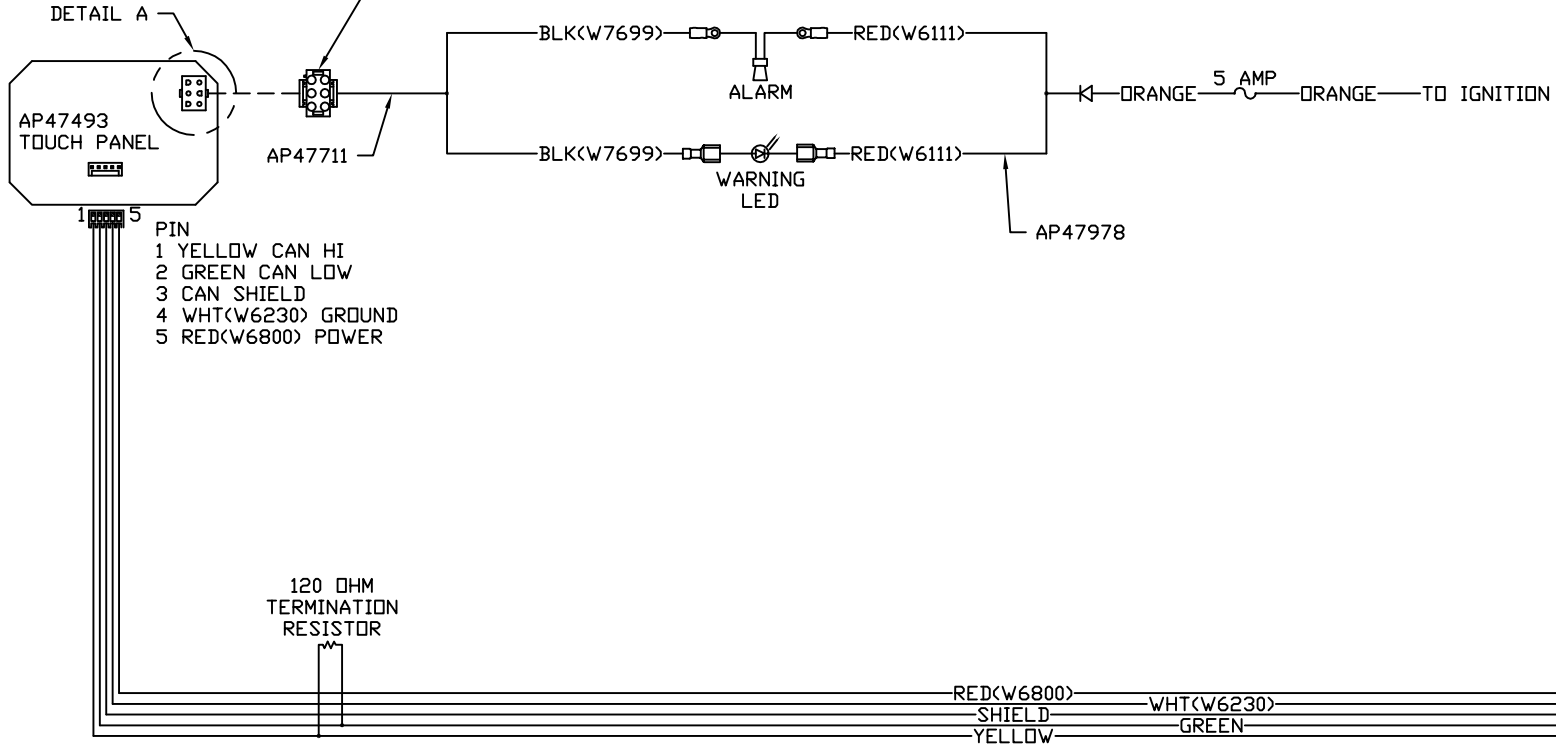 DETAIL A
AP47493
TOUCH PANEL
AP47711
BLK(W7699)
ALARM
RED(W6111)
BLK(W7699)
WARNING
LED
RED(W6111)
AP47978
ORANGE
5 AMP
ORANGE
TO IGNITION
1
5
PIN
1 YELLOW CAN HI
2 GREEN CAN LOW
3 CAN SHIELD
4 WHT(W6230) GROUND
5 RED(W6800) POWER
120 OHM
TERMINATION
RESISTOR
RED(W6800)
WHT(W6230)
SHIELD
GREEN
YELLOW